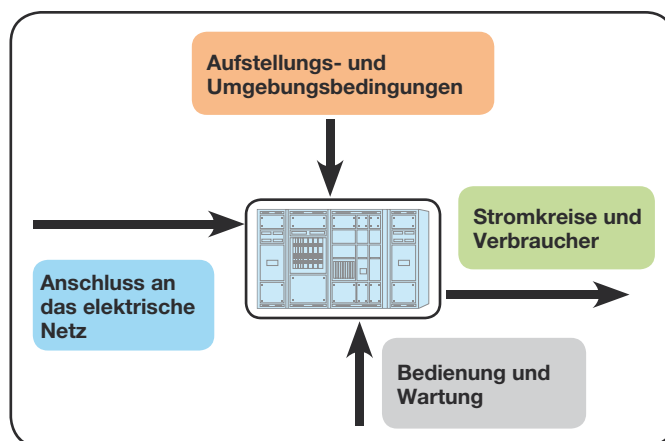 Aufstellungs- und
Umgebungsbedingungen
Stromkreise und
Verbraucher
Anschluss an
das elektrische
Netz
Bedienung und
Wartung